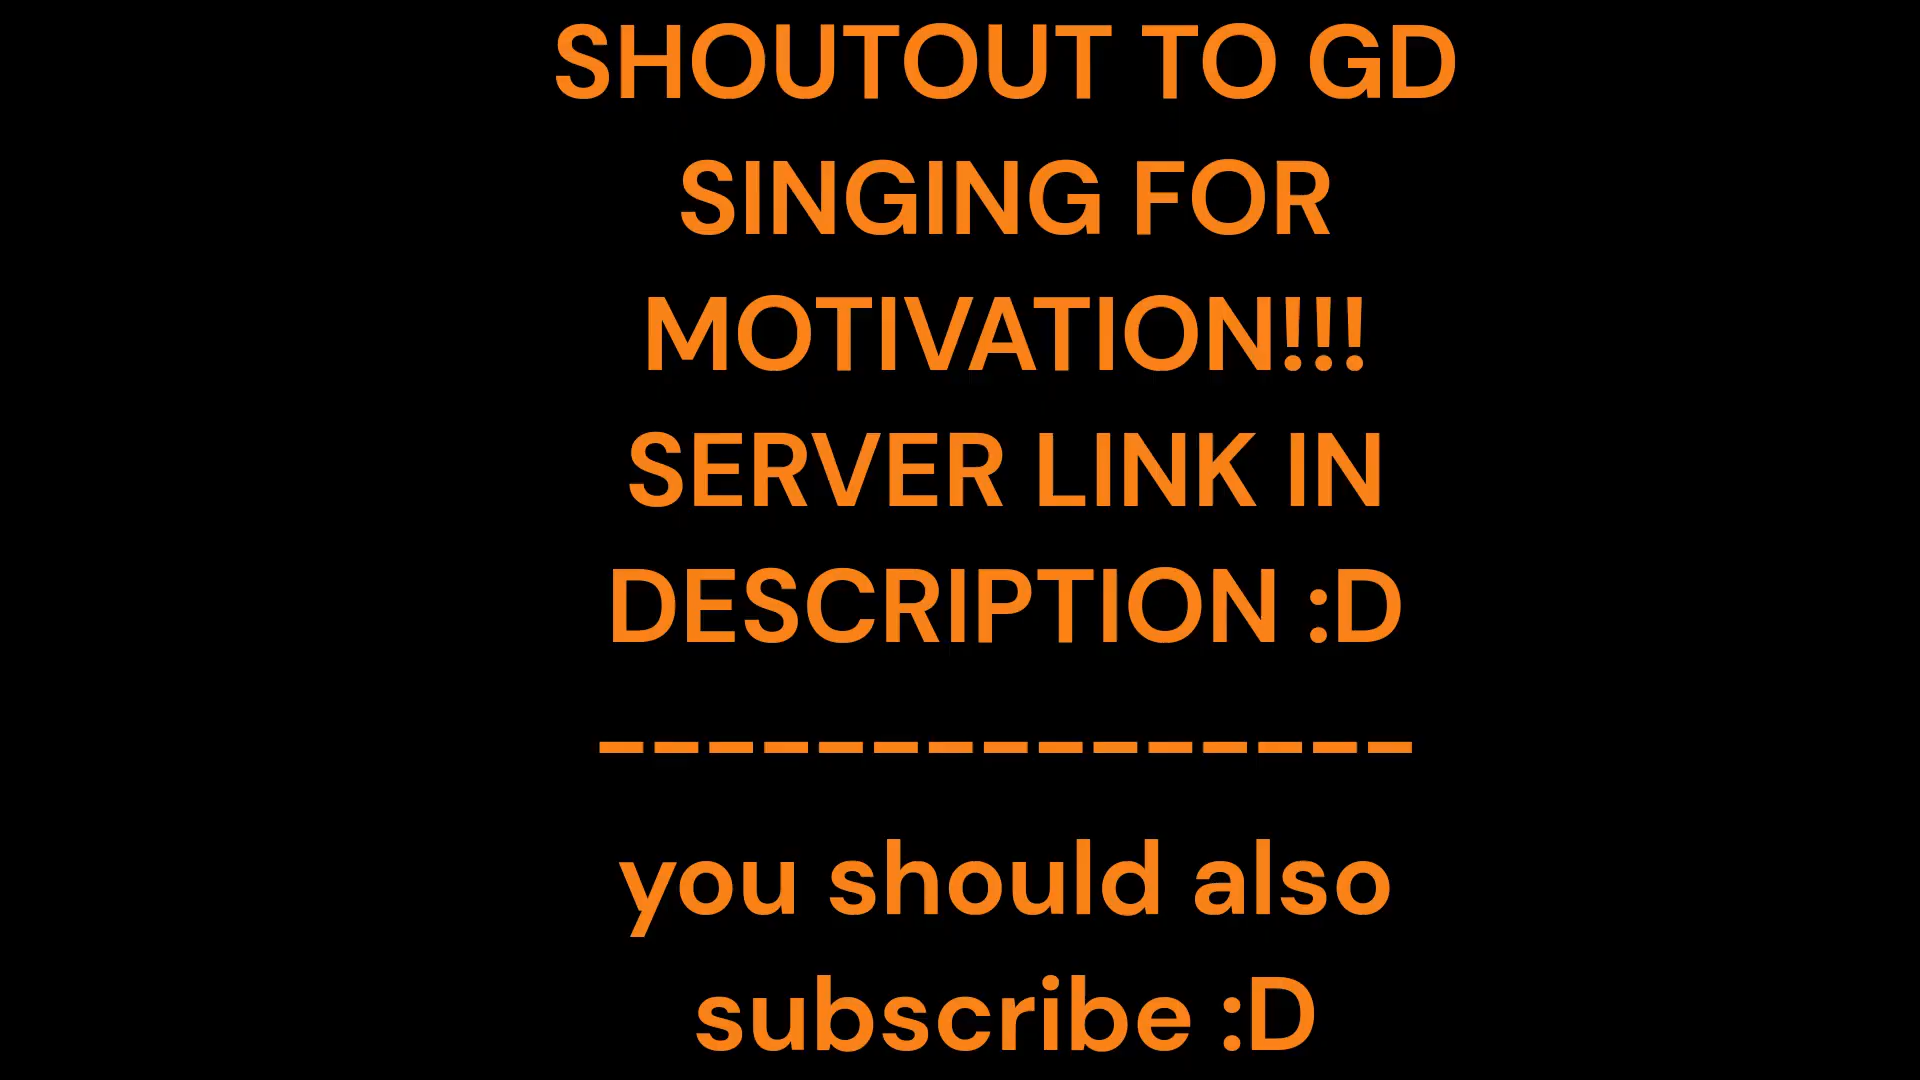 SHOUTOUT TO GD
SINGING FOR
MOTIVATION!!!
SERVER LINK IN
DESCRIPTION :D
---------------
you should also
subscribe :D